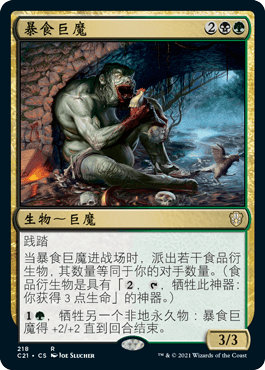 暴食巨魔 2
生物～巨魔
践踏
当暴食巨魔进战场时，派出若干食品衍
生物，其数量等同于你的对手数量。（食
品衍生物是具有「2，，牺牲此神器：
你获得3点生命」的神器。）
1，牺牲另一个非地永久物：暴食巨
魔得+2/+2直到回合结束。
3/3
218 R
C21 • CS JOE SLUCHER
™ & © 2021 Wizards of the Coast